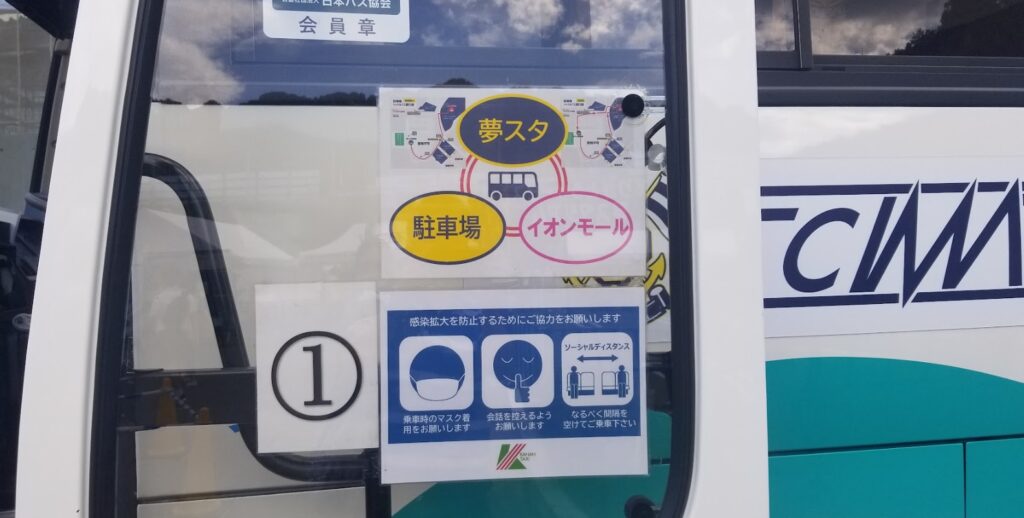 日本バス協会
会員章
夢スタ
駐車場
イオンモール
①
感染拡大を防止するためにご協力をお願いします
乗車時のマスク着
用をお願いします
会話を控えるよう
お願いします
ソーシャルディスタンス
なるべく間隔を
空けてご乗車下さい
SANAN
TAXI